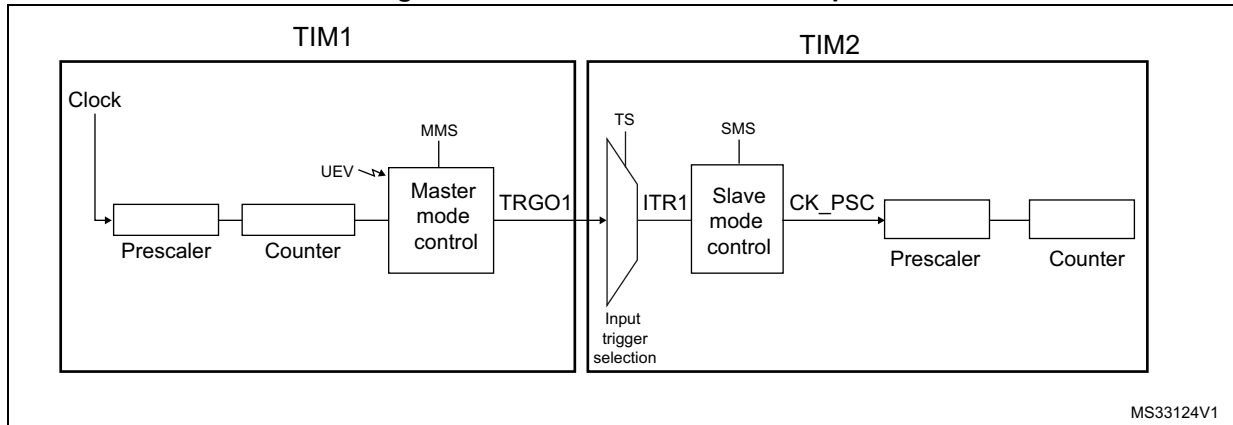 TIM1
TIM2
Clock
MMS
TS
SMS
UEV
Master
mode
control
TRGO1
ITR1
Slave
mode
control
CK_PSC
Prescaler
Counter
Prescaler
Counter
Input
trigger
selection
MS33124V1